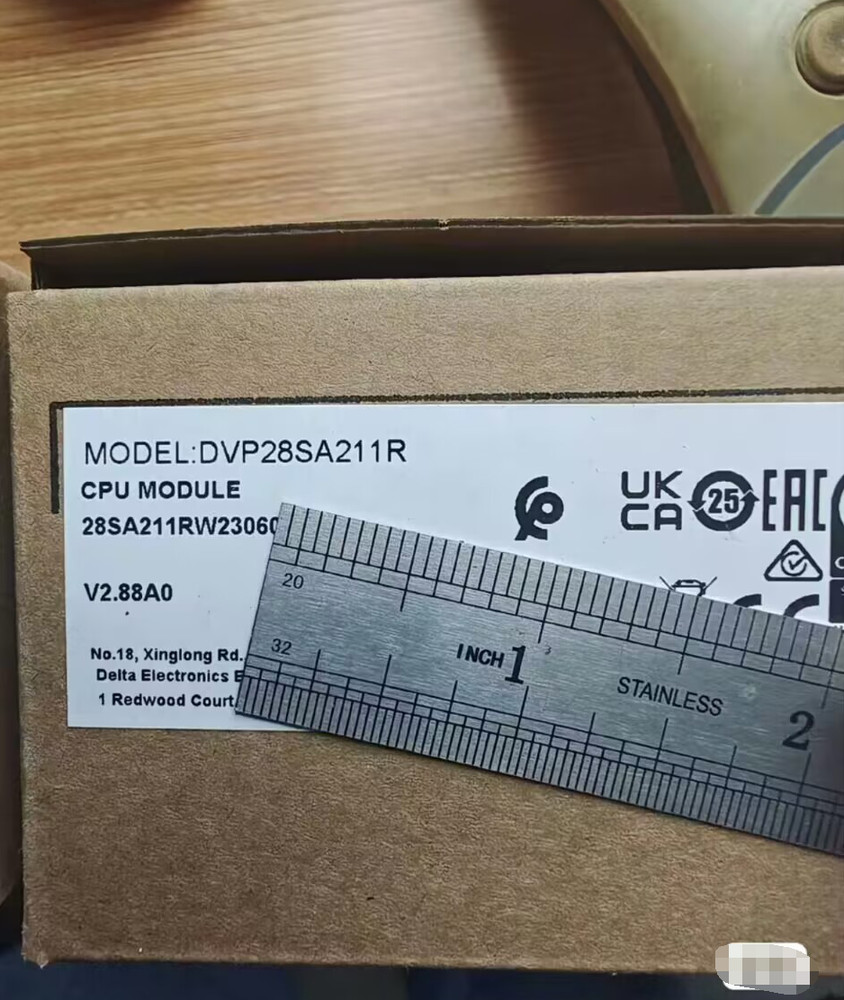 MODEL:DVP28SA211R
CPU MODULE
28SA211RW23060
V2.88A0
No.18, Xinglong Rd.
Delta Electronics
1 Redwood Court
UK
CA
25
EAC
20
32
INCH 1
STAINLESS
2